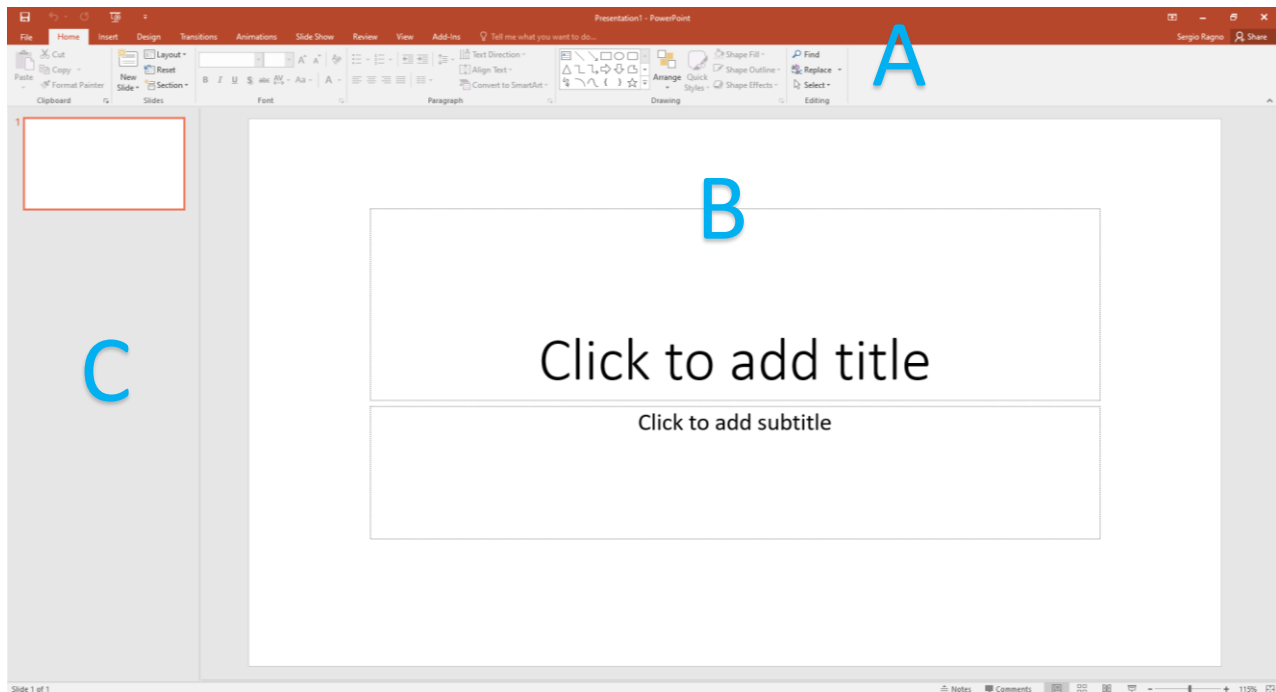 Presentation1 - PowerPoint
File Home Insert Design Transitions Animations Slide Show Review View Add-Ins Tell me what you want to do... Sergio Ragno Share
A
Cut Layout Text Direction Shape Fill Find
Paste Copy New Slide Reset Aa A Align Text Arrange Quick Styles Shape Outline Replace
Format Painter Section B I U S abc AV Convert to SmartArt Shape Effects Select
Clipboard Slides Font Paragraph Drawing Editing
1
B
C
Click to add title
Click to add subtitle
Slide 1 of 1 Notes Comments 115%